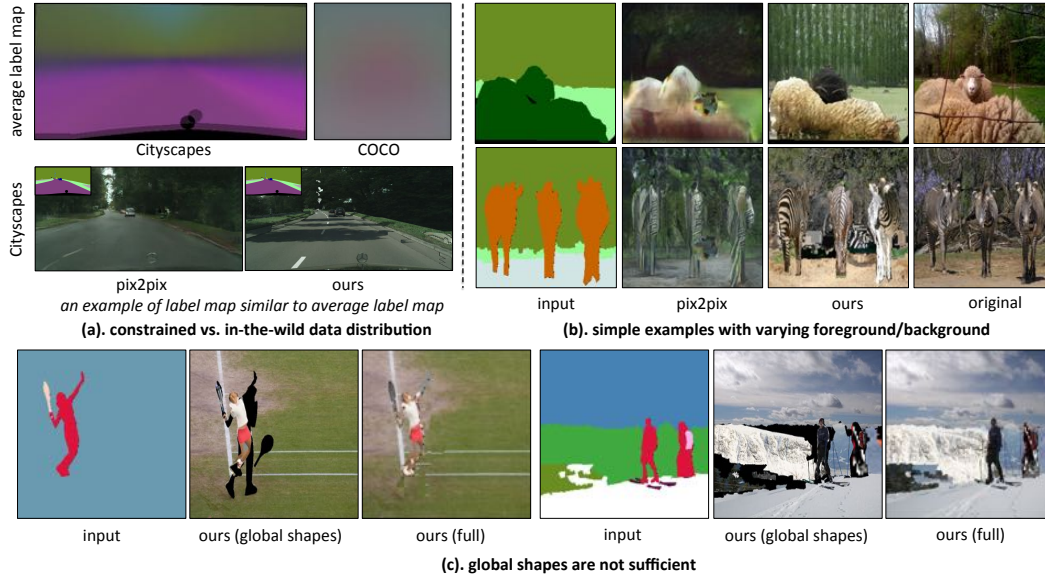 average label map
Cityscapes
COCO
Cityscapes
pix2pix
ours
an example of label map similar to average label map
(a). constrained vs. in-the-wild data distribution
input
pix2pix
ours
original
(b). simple examples with varying foreground/background
input
ours (global shapes)
ours (full)
input
ours (global shapes)
ours (full)
(c). global shapes are not sufficient